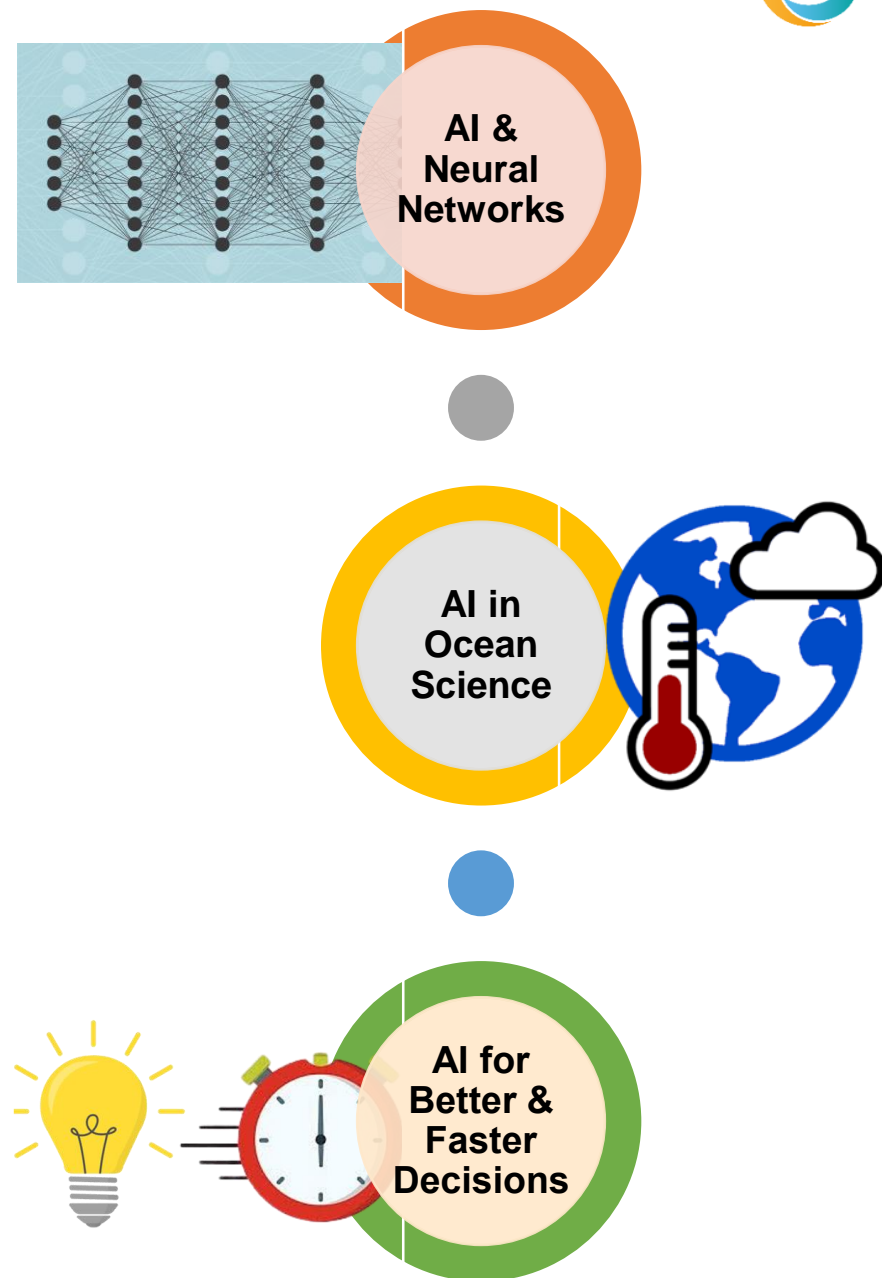 AI &
Neural
Networks
AI in
Ocean
Science
AI for
Better &
Faster
Decisions